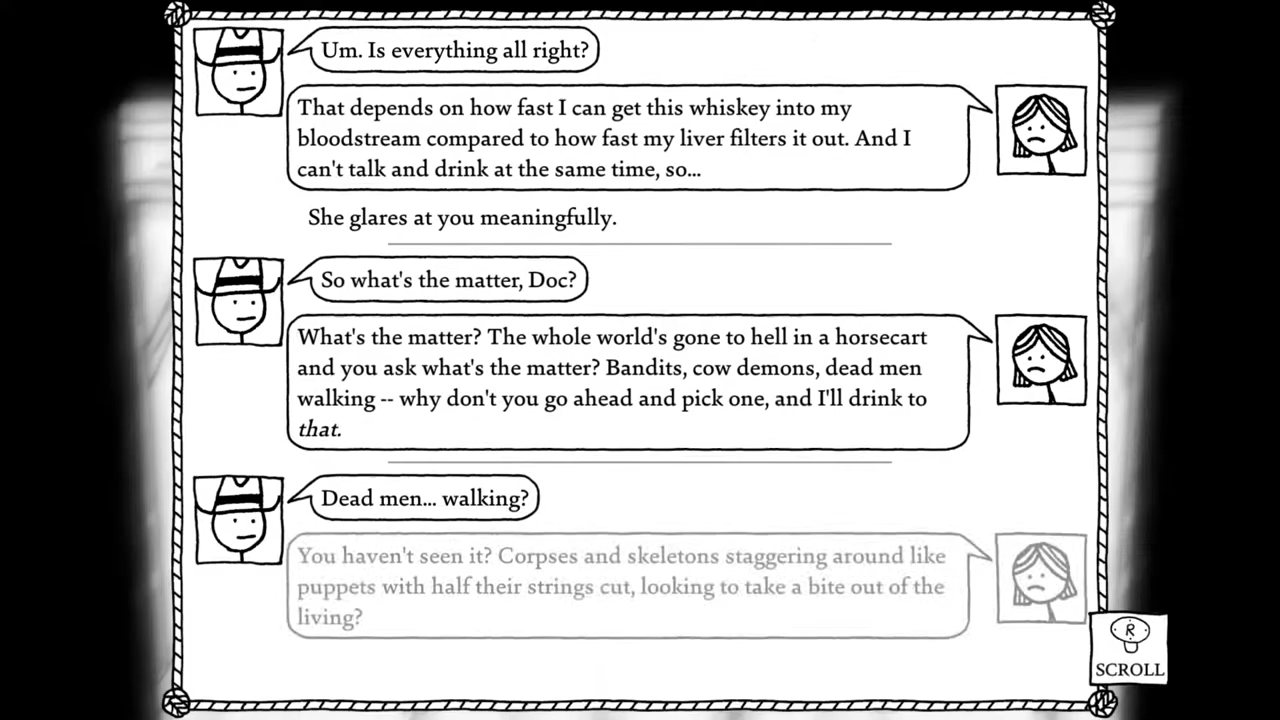 Um. Is everything all right?
That depends on how fast I can get this whiskey into my
bloodstream compared to how fast my liver filters it out. And I
can't talk and drink at the same time, so...
She glares at you meaningfully.
So what's the matter, Doc?
What's the matter? The whole world's gone to hell in a horsecart
and you ask what's the matter? Bandits, cow demons, dead men
walking -- why don't you go ahead and pick one, and I'll drink to
that.
Dead men... walking?
You haven't seen it? Corpses and skeletons staggering around like
puppets with half their strings cut, looking to take a bite out of the
living?
R
SCROLL